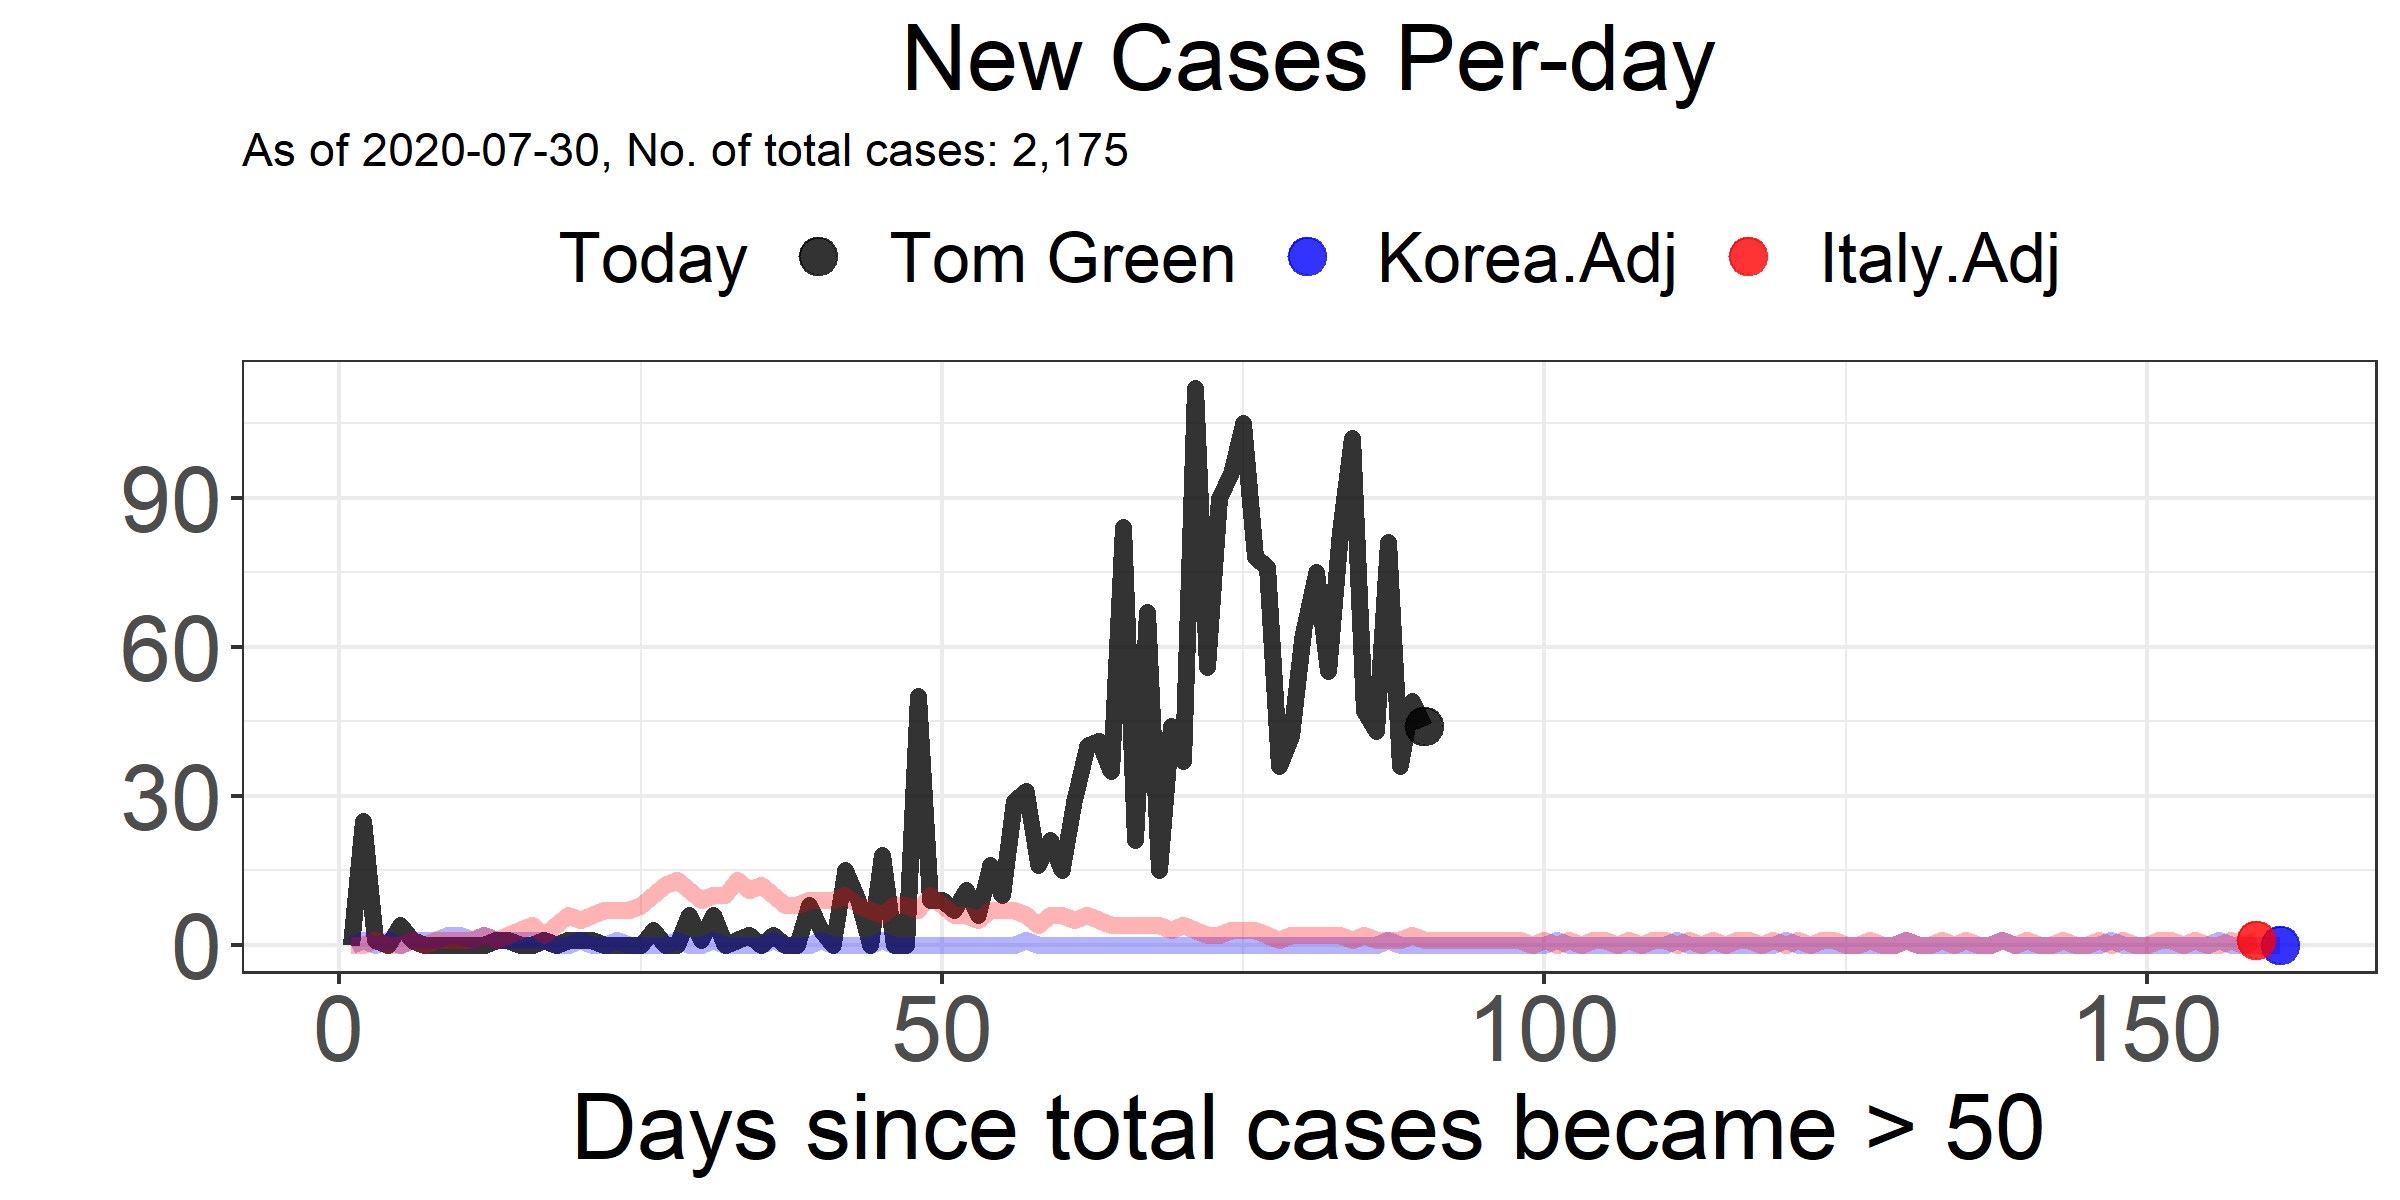 New Cases Per-day
As of 2020-07-30, No. of total cases: 2,175
Today Tom Green Korea.Adj Italy.Adj
90
60
30
0
0 50 100 150
Days since total cases became > 50